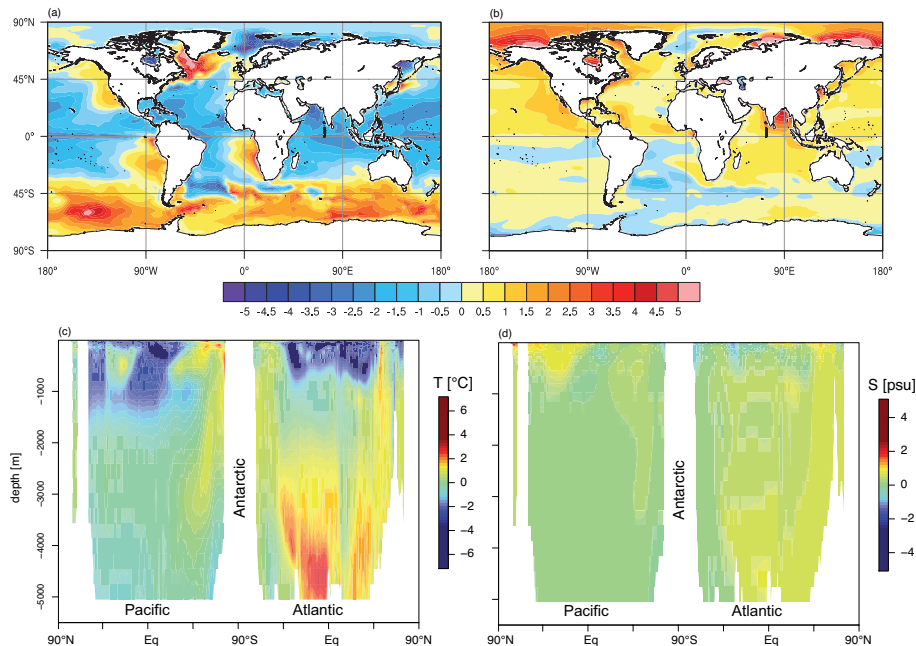 (a)
(b)
90°N
45°N
0°
45°S
90°S
180° 90°W 0° 90°E 180°
180° 90°W 0° 90°E 180°
-5 -4.5 -4 -3.5 -3 -2.5 -2 -1.5 -1 -0.5 0 0.5 1 1.5 2 2.5 3 3.5 4 4.5 5
(c)
(d)
T [°C]
S [psu]
depth [m]
-1000
-2000
-3000
-4000
-5000
6
4
2
0
−2
−4
−6
4
2
0
−2
−4
Antarctic
Antarctic
Pacific Atlantic
Pacific Atlantic
90°N Eq 90°S Eq 90°N
90°N Eq 90°S Eq 90°N